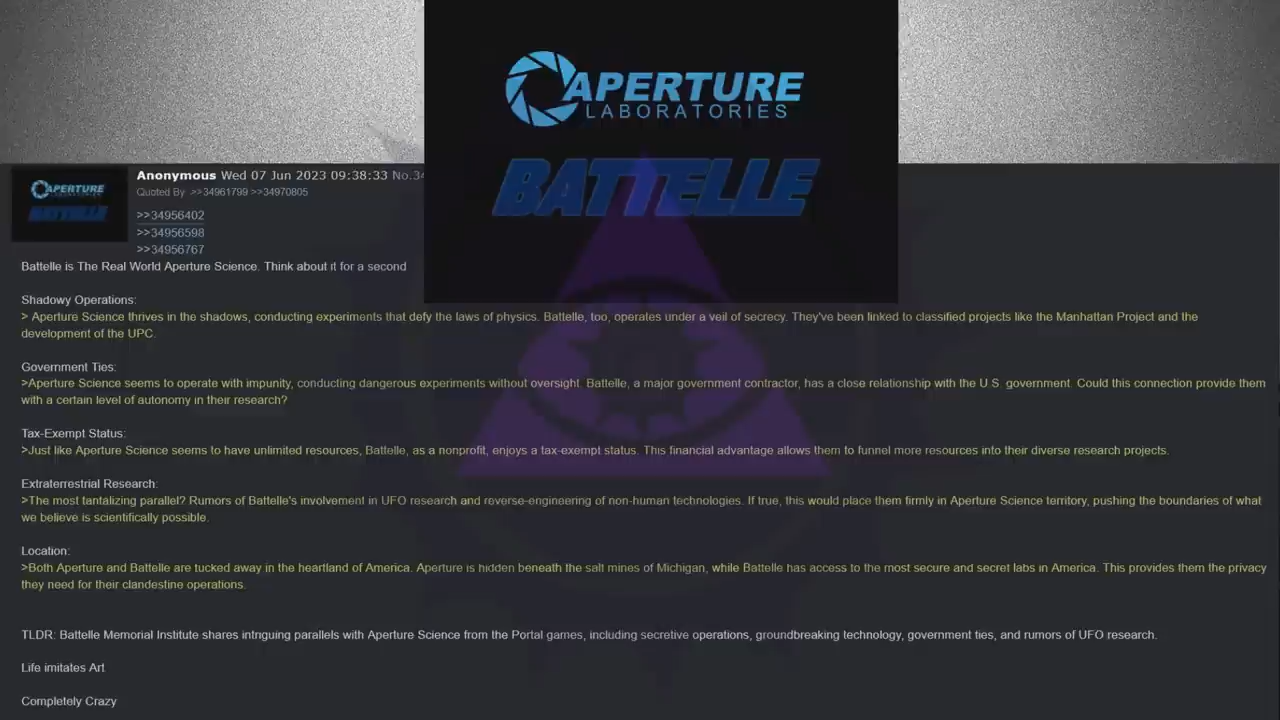 APERTURE
LABORATORIES
BATTELLE
APERTURE
LABORATORIES
BATTELLE
Anonymous Wed 07 Jun 2023 09:38:33
Quoted By: >>34961799 >>34970805
>>34956402
>>34956598
>>34956767
Battelle is The Real World Aperture Science. Think about it for a second
Shadowy Operations:
> Aperture Science thrives in the shadows, conducting experiments that defy the laws of physics. Battelle, too, operates under a veil of secrecy. They've been linked to classified projects like the Manhattan Project and the
development of the UPC.
Government Ties:
>Aperture Science seems to operate with impunity, conducting dangerous experiments without oversight. Battelle, a major government contractor, has a close relationship with the U.S. government. Could this connection provide them
with a certain level of autonomy in their research?
Tax-Exempt Status:
>Just like Aperture Science seems to have unlimited resources, Battelle, as a nonprofit, enjoys a tax-exempt status. This financial advantage allows them to funnel more resources into their diverse research projects.
Extraterrestrial Research:
>The most tantalizing parallel? Rumors of Battelle's involvement in UFO research and reverse-engineering of non-human technologies. If true, this would place them firmly in Aperture Science territory, pushing the boundaries of what
we believe is scientifically possible.
Location:
>Both Aperture and Battelle are tucked away in the heartland of America. Aperture is hidden beneath the salt mines of Michigan, while Battelle has access to the most secure and secret labs in America. This provides them the privacy
they need for their clandestine operations.
TLDR: Battelle Memorial Institute shares intriguing parallels with Aperture Science from the Portal games, including secretive operations, groundbreaking technology, government ties, and rumors of UFO research.
Life imitates Art
Completely Crazy